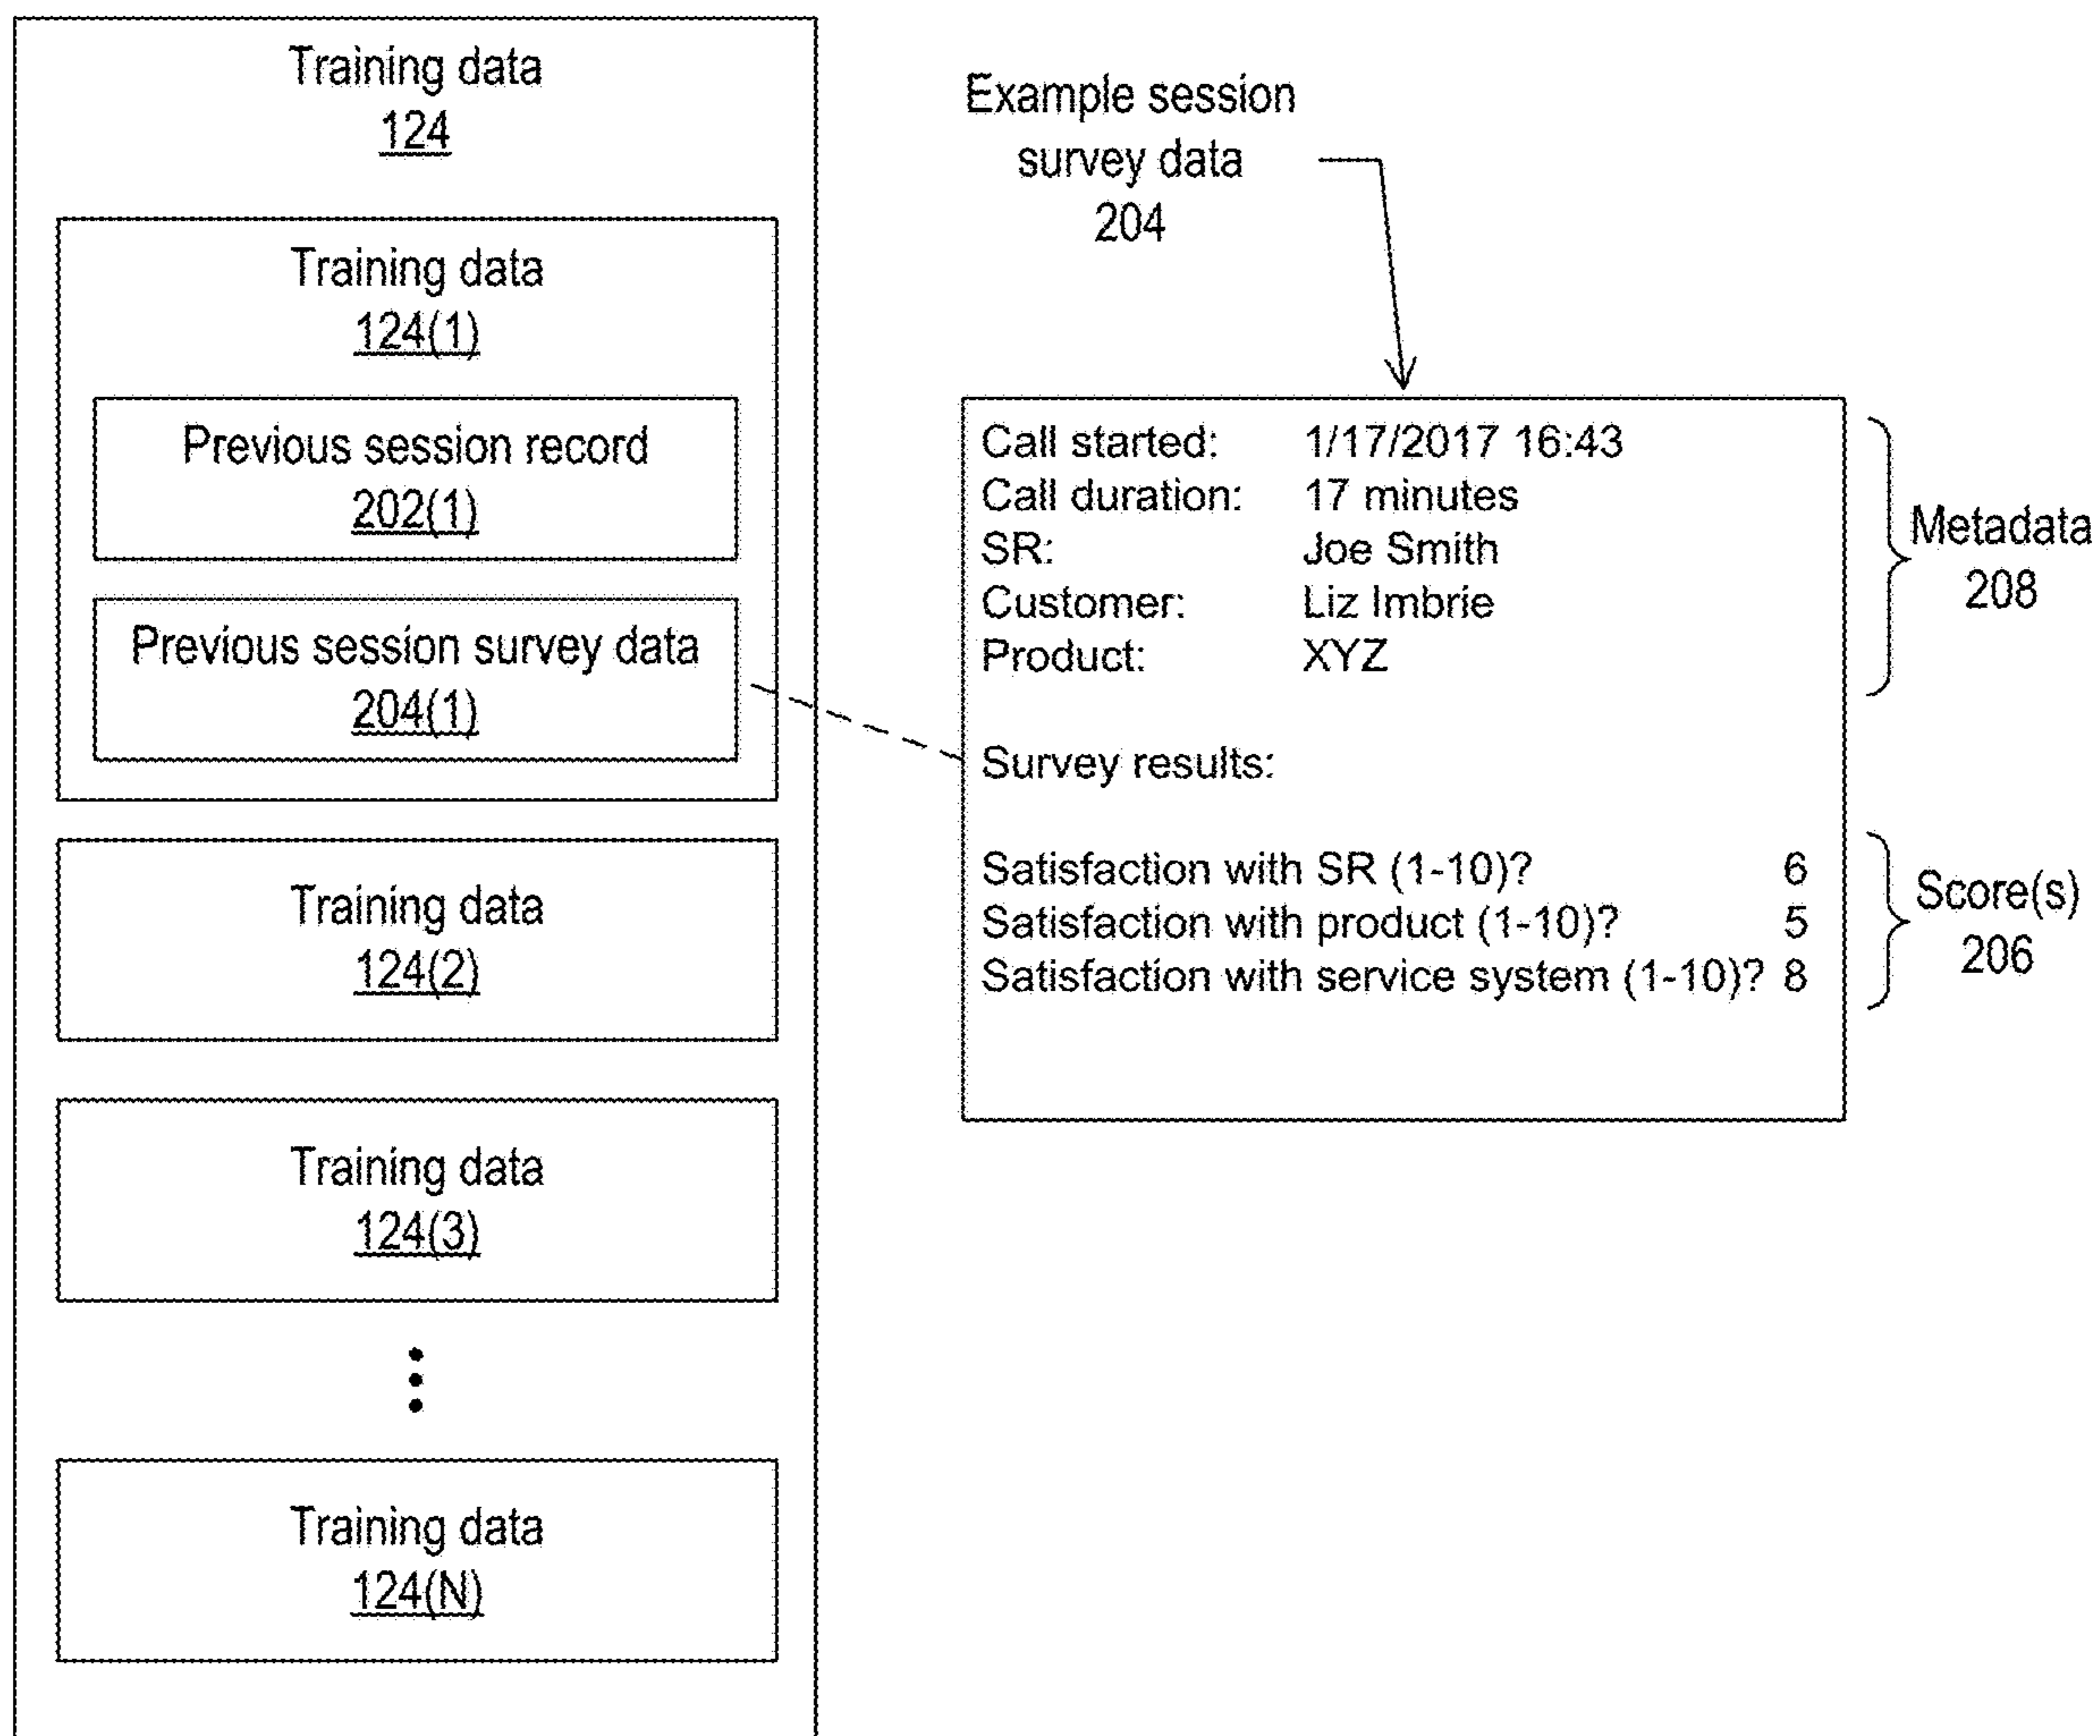 Training data
124
Training data
124(1)
Previous session record
202(1)
Previous session survey data
204(1)
Training data
124(2)
Training data
124(3)
Training data
124(N)
Example session
survey data
204
Call started: 1/17/2017 16:43
Call duration: 17 minutes
SR: Joe Smith
Customer: Liz Imbrie
Product: XYZ
Survey results:
Satisfaction with SR (1-10)? 6
Satisfaction with product (1-10)? 5
Satisfaction with service system (1-10)? 8
Metadata
208
Score(s)
206